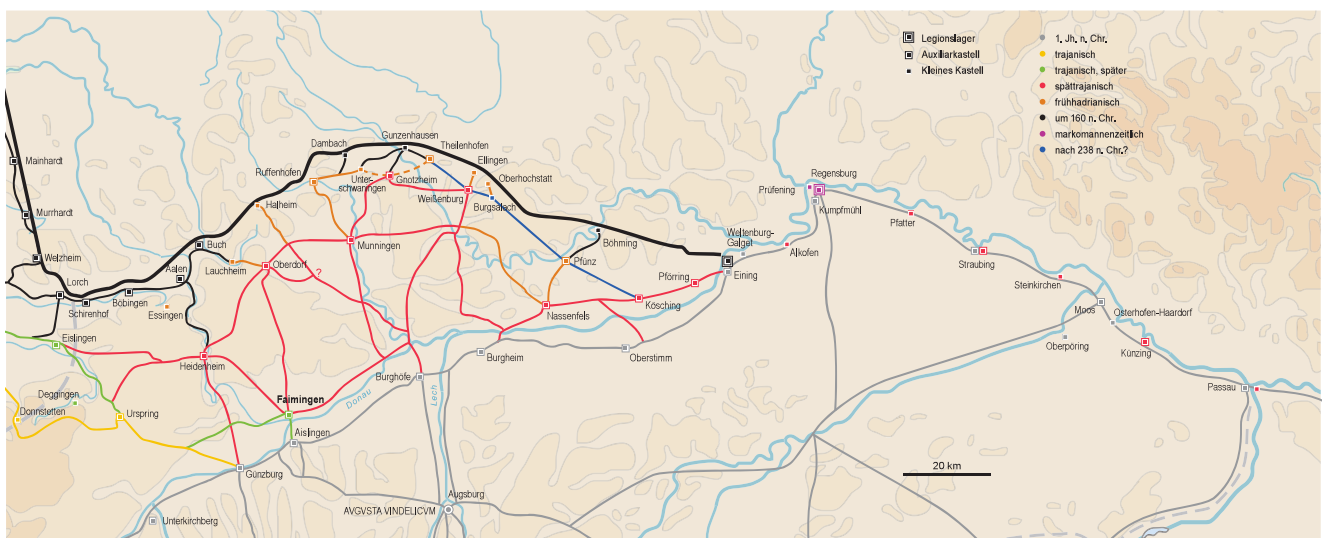 Legionslager
Auxiliarkastell
Kleines Kastell
1. Jh. n. Chr.
trajanisch
trajanisch, später
spättrajanisch
frühhadrianisch
um 160 n. Chr.
markomannenzeitlich
nach 238 n. Chr.?
Mainhardt
Murrhardt
Welzheim
Lorch
Schirenhof
Böbingen
Aalen
Buch
Essingen
Lauchheim
Halheim
Ruffenhofen
Dambach
Unter-
schwaningen
Gunzenhausen
Gnotzheim
Theilenhofen
Ellingen
Oberhochstatt
Weißenburg
Burgsalach
Munningen
Oberdorf
?
Böhming
Pfünz
Nassenfels
Kösching
Pförring
Weltenburg-
Galget
Eining
Alkofen
Prüfening
Regensburg
Kumpfmühl
Pfatter
Straubing
Steinkirchen
Moos
Osterhofen-Haardorf
Oberpöring
Künzing
Passau
Eislingen
Heidenheim
Deggingen
Donnstetten
Urspring
Faimingen
Aislingen
Günzburg
Unterkirchberg
Burghöfe
Donau
Lech
Burgheim
Oberstimm
Augsburg
AVGVSTA VINDELICVM
20 km